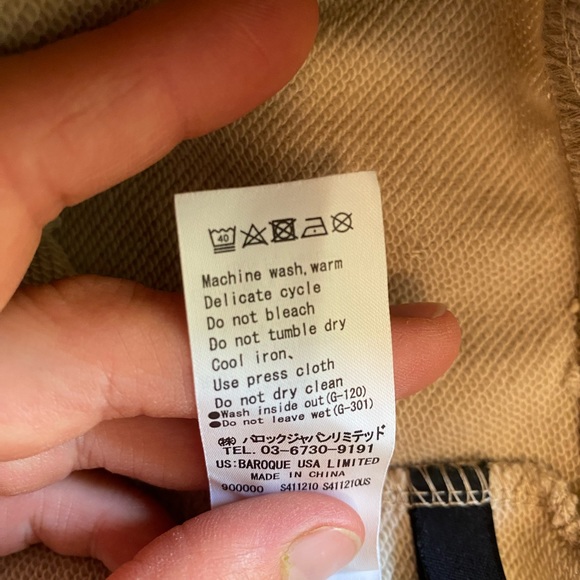 40
Machine wash, warm
Delicate cycle
Do not bleach
Do not tumble dry
Cool iron、
Use press cloth
Do not dry clean
●Wash inside out(G-120)
●Do not leave wet(G-301)
(株) バロックジャパンリミテッド
TEL. 03-6730-9191
US:BAROQUE USA LIMITED
MADE IN CHINA
900000 S411210 S411210US